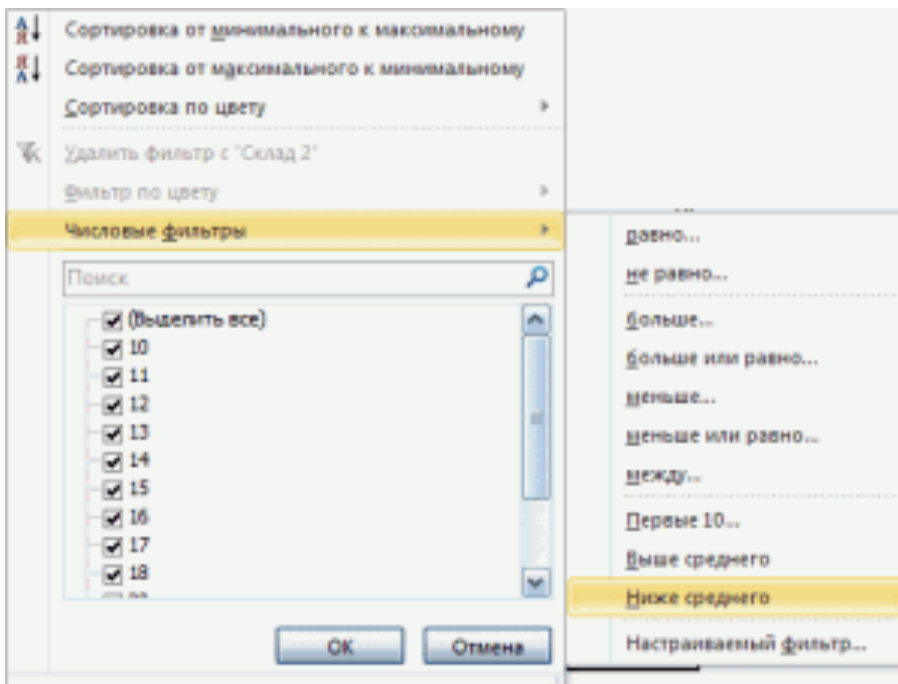 Сортировка от минимального к максимальному
Сортировка от максимального к минимальному
Сортировка по цвету
Удалить фильтр с "Склад 2"
Фильтр по цвету
Числовые фильтры
Поиск
(Выделить все)
10
11
12
13
14
15
16
17
18
ОК
Отмена
равно...
не равно...
больше...
больше или равно...
меньше...
меньше или равно...
между...
Первые 10...
Выше среднего
Ниже среднего
Настраиваемый фильтр...